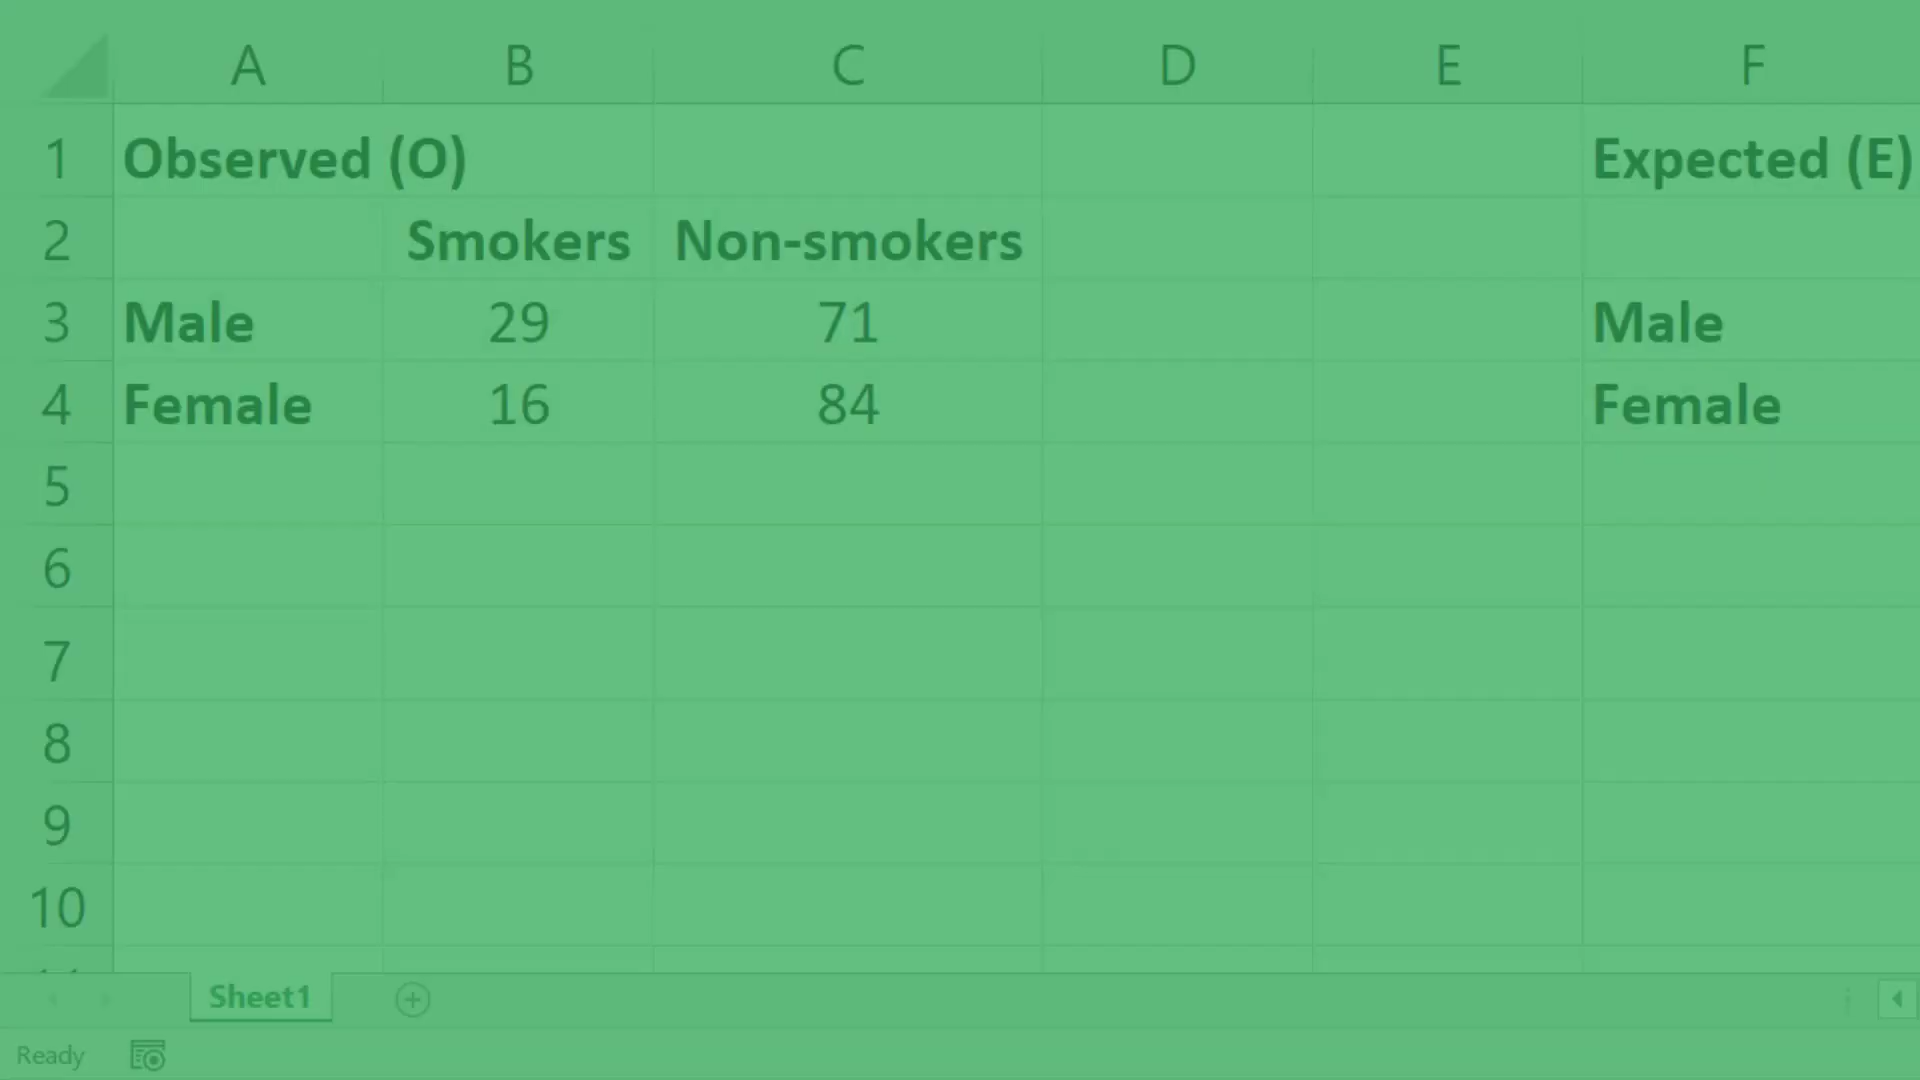 A B C D E F
1 Observed (O) Expected (E)
2 Smokers Non-smokers
3 Male 29 71 Male
4 Female 16 84 Female
5
6
7
8
9
10
Sheet1
Ready